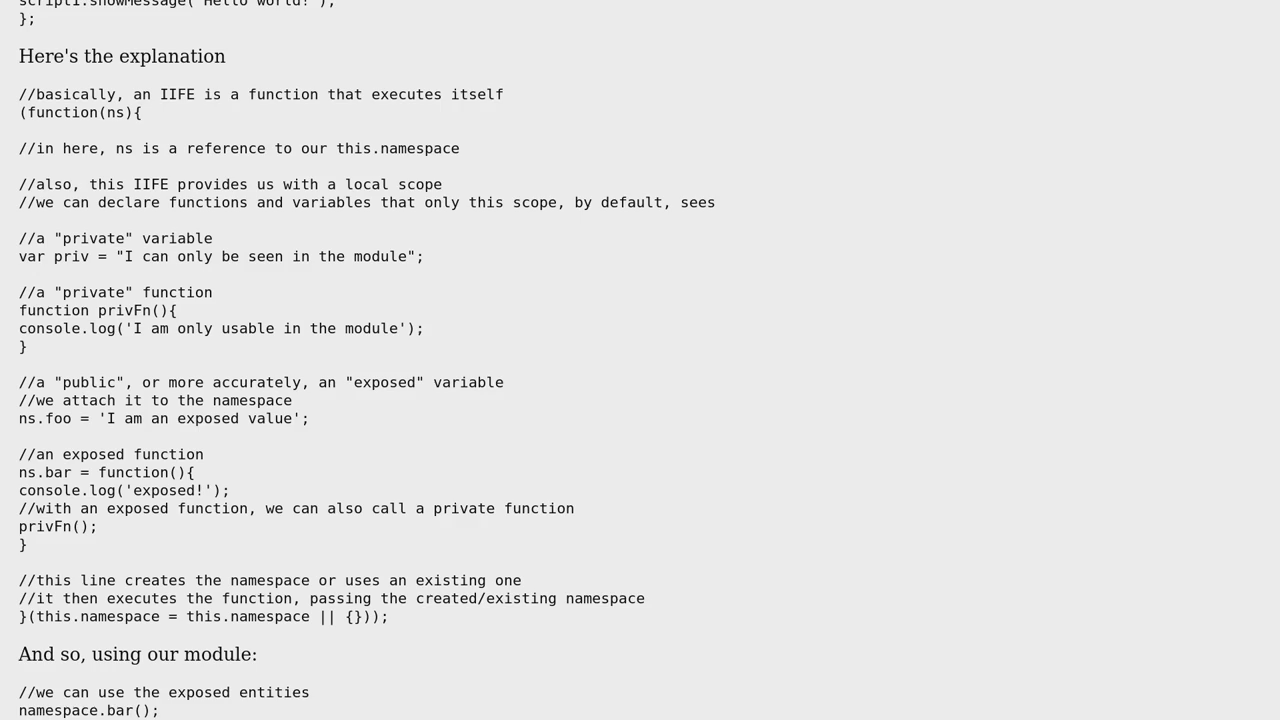 script1.showMessage('Hello world!');
};
Here's the explanation
//basically, an IIFE is a function that executes itself
(function(ns){
//in here, ns is a reference to our this.namespace
//also, this IIFE provides us with a local scope
//we can declare functions and variables that only this scope, by default, sees
//a "private" variable
var priv = "I can only be seen in the module";
//a "private" function
function privFn(){
console.log('I am only usable in the module');
}
//a "public", or more accurately, an "exposed" variable
//we attach it to the namespace
ns.foo = 'I am an exposed value';
//an exposed function
ns.bar = function(){
console.log('exposed!');
//with an exposed function, we can also call a private function
privFn();
}
//this line creates the namespace or uses an existing one
//it then executes the function, passing the created/existing namespace
}(this.namespace = this.namespace || {}));
And so, using our module:
//we can use the exposed entities
namespace.bar();